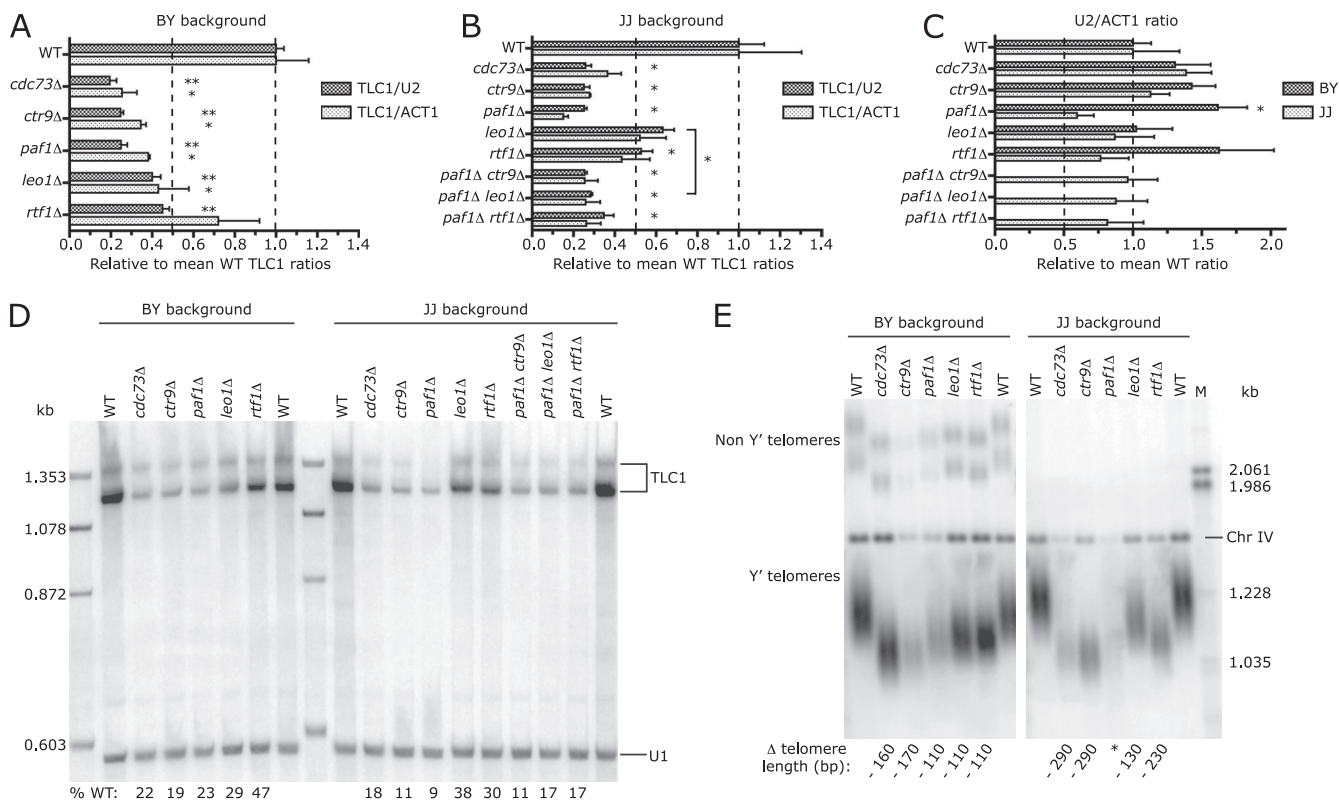 A
BY background
WT
cdc73Δ
ctr9Δ
paf1Δ
leo1Δ
rtf1Δ
**
*
**
*
**
*
**
*
**
TLC1/U2
TLC1/ACT1
0.0 0.2 0.4 0.6 0.8 1.0 1.2 1.4
Relative to mean WT TLC1 ratios
B
JJ background
WT
cdc73Δ
ctr9Δ
paf1Δ
leo1Δ
rtf1Δ
paf1Δ ctr9Δ
paf1Δ leo1Δ
paf1Δ rtf1Δ
*
*
*
*
*
*
*
*
TLC1/U2
TLC1/ACT1
0.0 0.2 0.4 0.6 0.8 1.0 1.2 1.4
Relative to mean WT TLC1 ratios
C
U2/ACT1 ratio
WT
cdc73Δ
ctr9Δ
paf1Δ
leo1Δ
rtf1Δ
paf1Δ ctr9Δ
paf1Δ leo1Δ
paf1Δ rtf1Δ
*
BY
JJ
0.0 0.5 1.0 1.5 2.0
Relative to mean WT ratio
D
BY background
JJ background
WT cdc73Δ ctr9Δ paf1Δ leo1Δ rtf1Δ WT
WT cdc73Δ ctr9Δ paf1Δ leo1Δ rtf1Δ paf1Δ ctr9Δ paf1Δ leo1Δ paf1Δ rtf1Δ WT
kb
1.353
1.078
0.872
0.603
TLC1
U1
% WT: 22 19 23 29 47 18 11 9 38 30 11 17 17
E
BY background
JJ background
WT cdc73Δ ctr9Δ paf1Δ leo1Δ rtf1Δ WT
WT cdc73Δ ctr9Δ paf1Δ leo1Δ rtf1Δ WT M kb
Non Y' telomeres
Y' telomeres
2.061
1.986
Chr IV
1.228
1.035
Δ telomere
length (bp):
- 160 - 170 - 110 - 110 - 110 - 290 - 290 * - 130 - 230